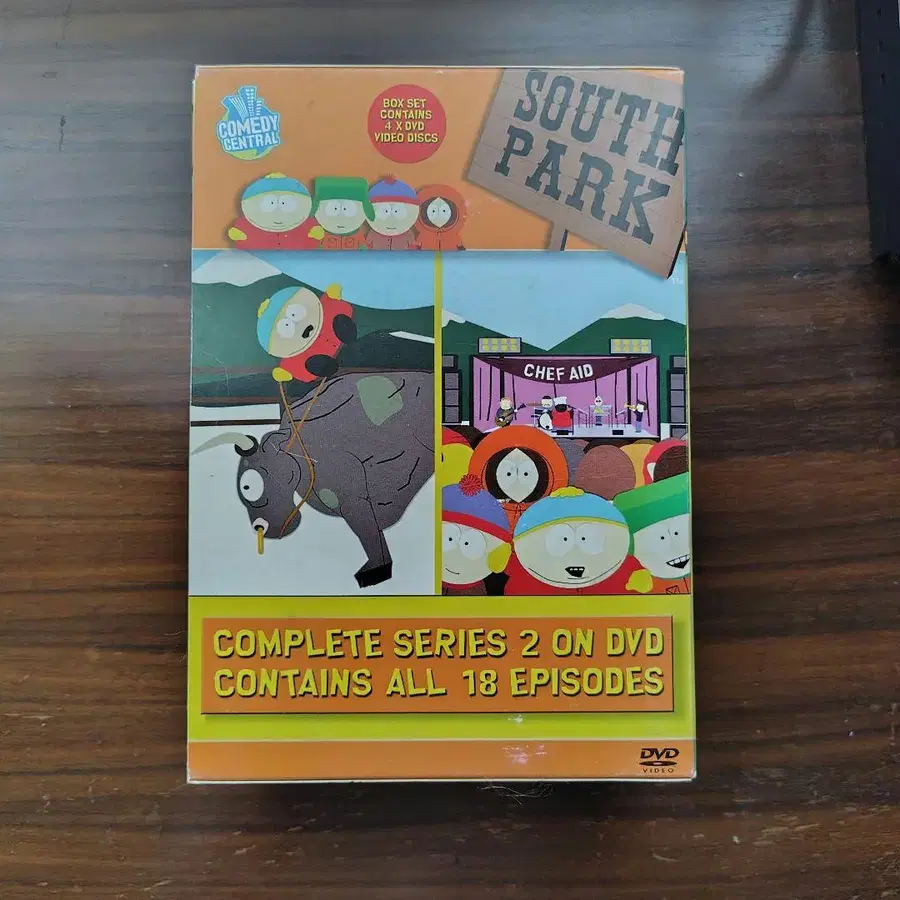 COMEDY
CENTRAL
BOX SET
CONTAINS
4 X DVD
VIDEO DISCS
SOUTH
PARK
CHEF AID
COMPLETE SERIES 2 ON DVD
CONTAINS ALL 18 EPISODES
DVD
VIDEO